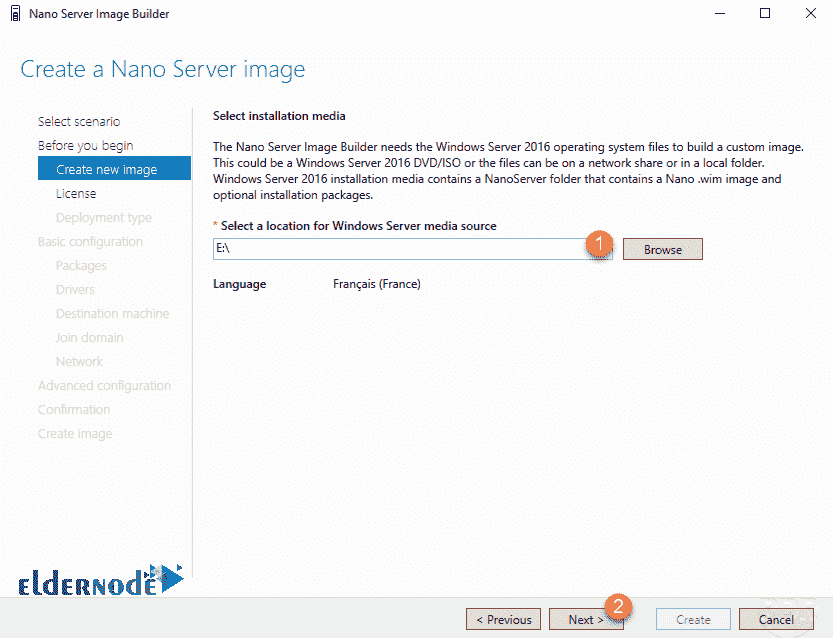 Nano Server Image Builder
Create a Nano Server image
Select scenario
Before you begin
Create new image
License
Deployment type
Basic configuration
Packages
Drivers
Destination machine
Join domain
Network
Advanced configuration
Confirmation
Create image
Select installation media
The Nano Server Image Builder needs the Windows Server 2016 operating system files to build a custom image.
This could be a Windows Server 2016 DVD/ISO or the files can be on a network share or in a local folder.
Windows Server 2016 installation media contains a NanoServer folder that contains a Nano .wim image and
optional installation packages.
* Select a location for Windows Server media source
E:\ 1 Browse
Language Français (France)
eldernode
< Previous Next > 2 Create Cancel